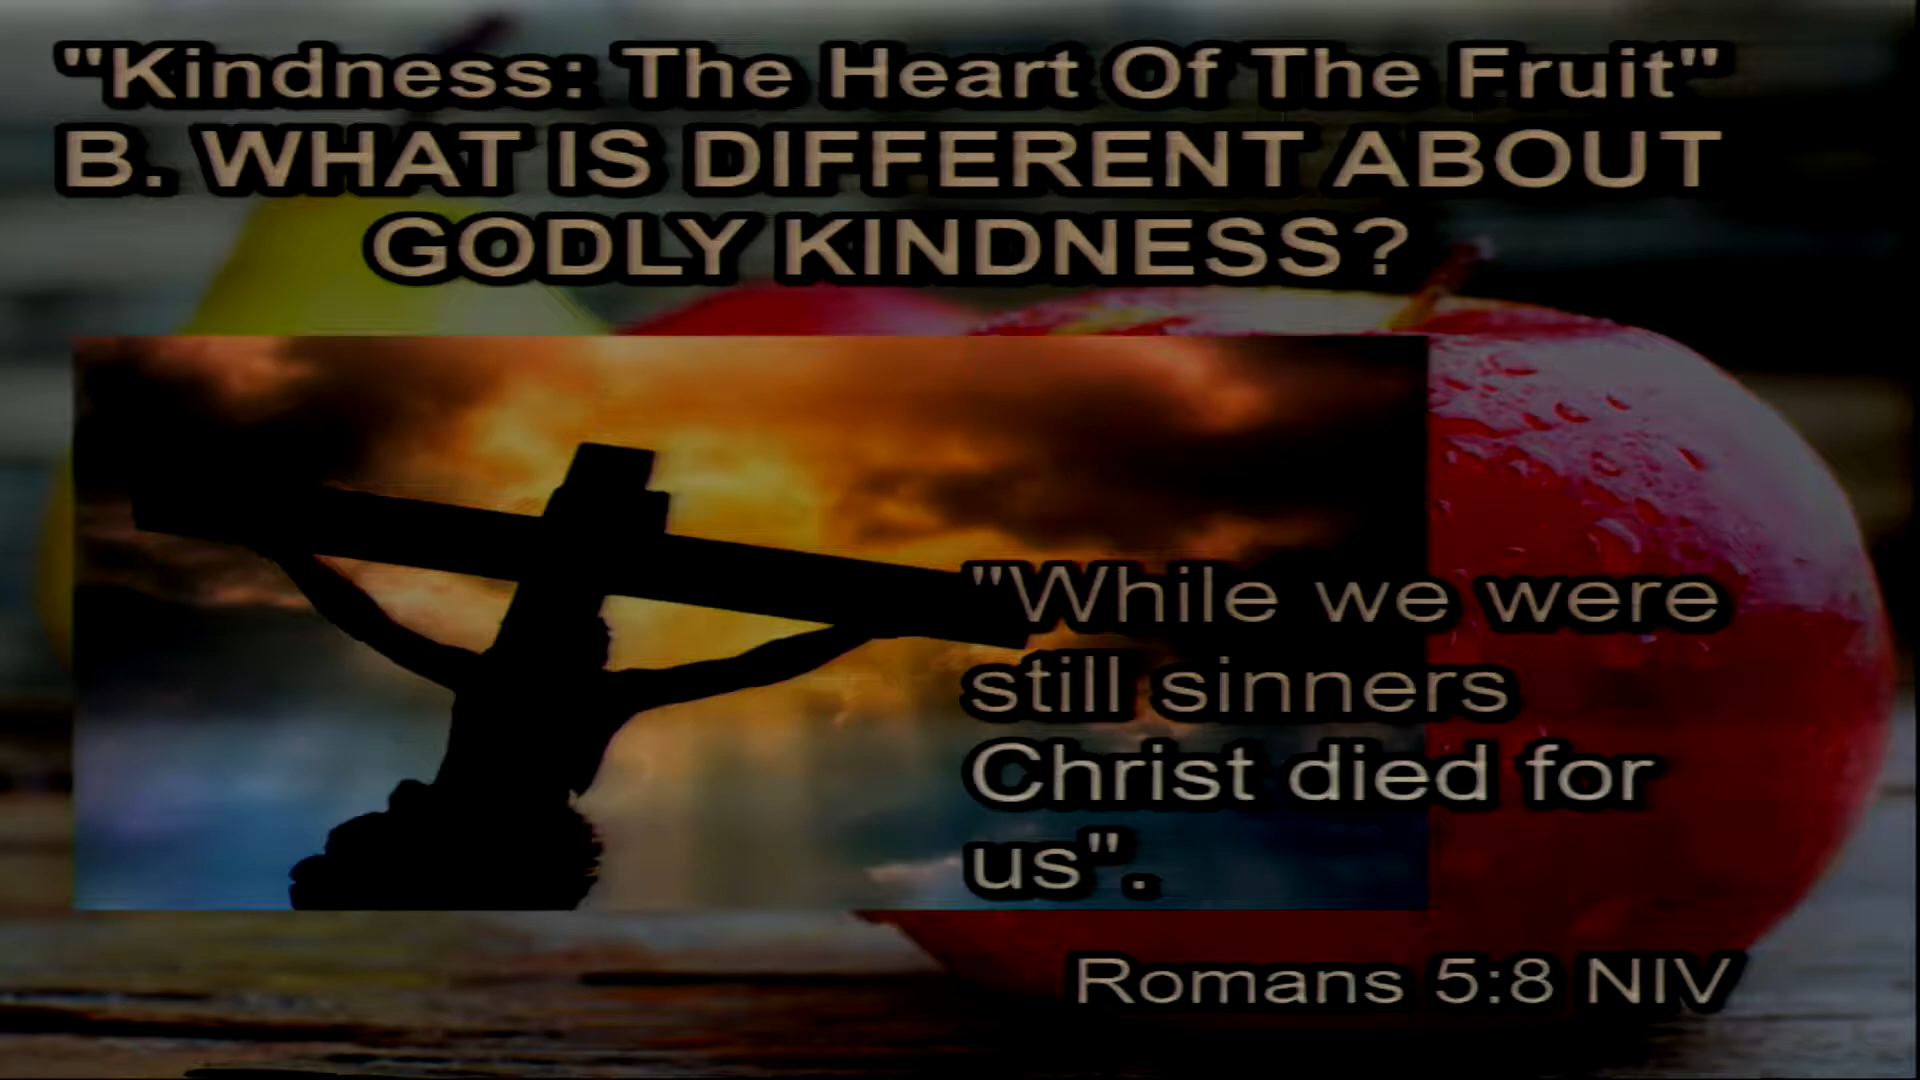 "Kindness: The Heart Of The Fruit"
B. WHAT IS DIFFERENT ABOUT
GODLY KINDNESS?
"While we were
still sinners
Christ died for
us".
Romans 5:8 NIV